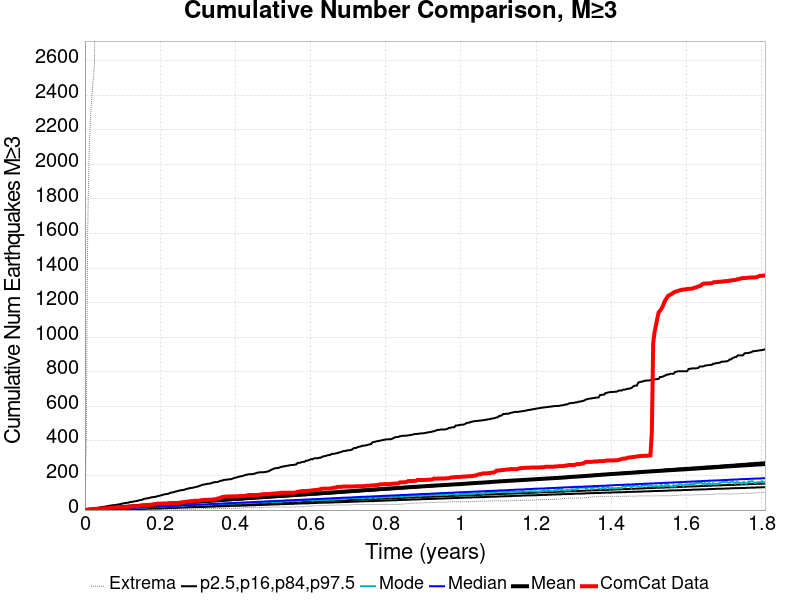 Cumulative Number Comparison, M≥3
Cumulative Num Earthquakes M≥3
2600
2400
2200
2000
1800
1600
1400
1200
1000
800
600
400
200
0
0 0.2 0.4 0.6 0.8 1 1.2 1.4 1.6 1.8
Time (years)
Extrema p2.5,p16,p84,p97.5 Mode Median Mean ComCat Data